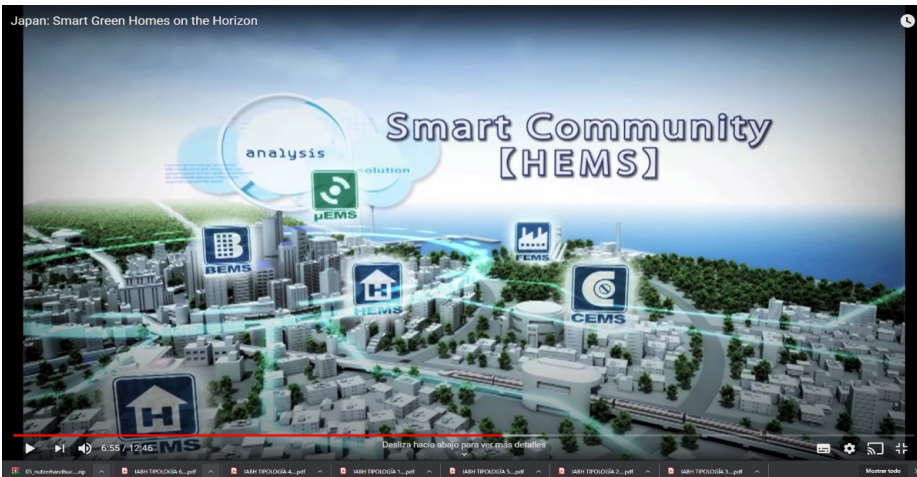 Japan: Smart Green Homes on the Horizon
Smart Community
【HEMS】
analysis
solution
μEMS
BEMS
FEMS
HEMS
CEMS
EMS
6:55 / 12:46
Desliza hacia abajo para ver más detalles
05_nutzerhandbuc....zip
IABH TIPOLOGÍA 6....pdf
IABH TIPOLOGÍA 4....pdf
IABH TIPOLOGÍA 1....pdf
IABH TIPOLOGÍA 5....pdf
IABH TIPOLOGÍA 2....pdf
IABH TIPOLOGÍA 3....pdf
Mostrar todo